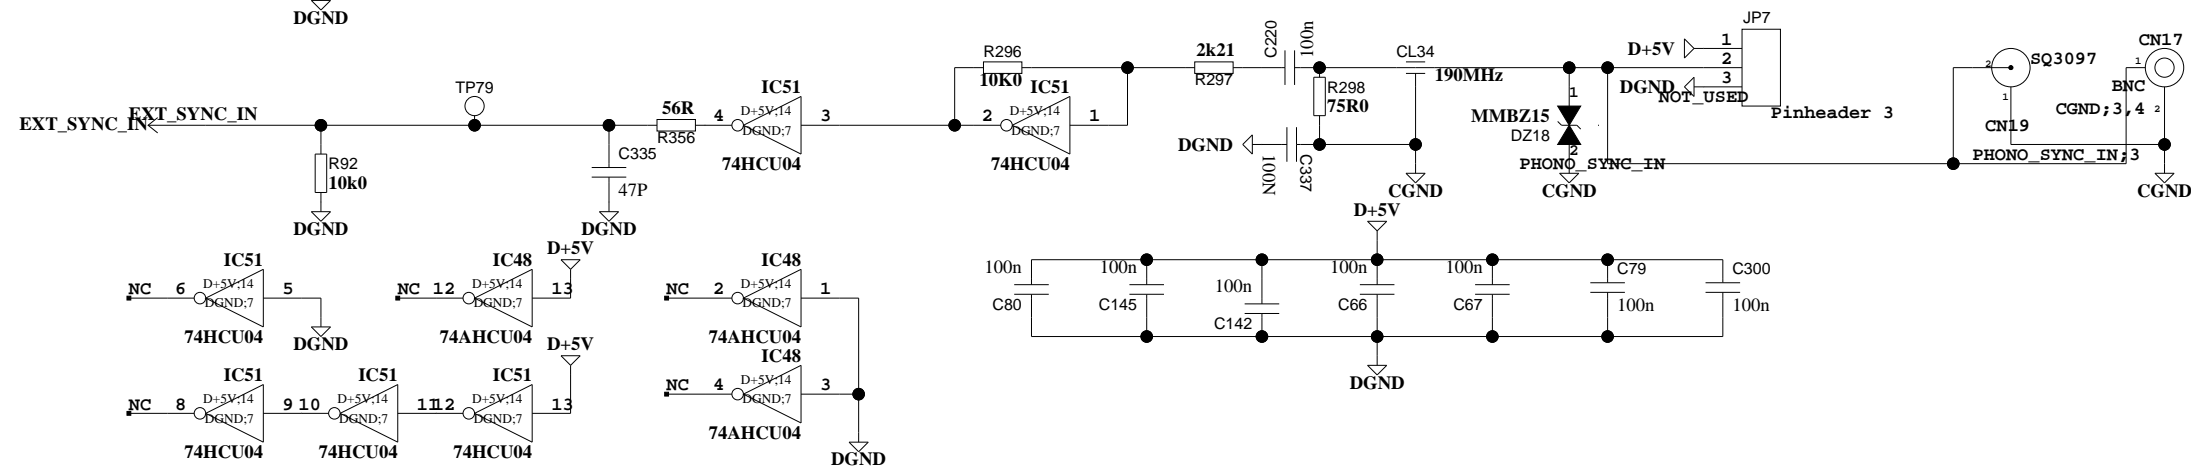 DGND
JP7
C220
100n
R296
10K0
2k21
R297
CL34
190MHz
D+5V
1
2
3
DGND
NOT_USED
Pinheader 3
SQ3097
2
1
CN17
1
BNC
2
CGND;3,4
CN19
PHONO_SYNC_IN;3
CGND
TP79
EXT_SYNC_IN
EXT_SYNC_IN
56R
R356
IC51
4
D+5V;14
DGND;7
3
74HCU04
IC51
2
D+5V;14
DGND;7
1
74HCU04
R298
75R0
DGND
100N
C337
CGND
1
MMBZ15
DZ18
2
PHONO_SYNC_IN
CGND
R92
10k0
DGND
C335
47P
DGND
IC51
NC 6
D+5V;14
DGND;7
5
74HCU04
DGND
IC48
NC 12
D+5V;14
DGND;7
13
D+5V
74AHCU04
IC48
NC 2
D+5V;14
DGND;7
1
74AHCU04
D+5V
100n
C80
100n
C145
100n
C142
100n
C66
100n
C67
C79
100n
C300
100n
DGND
IC51
NC 8
D+5V;14
DGND;7
9
74HCU04
IC51
10
D+5V;14
DGND;7
11
74HCU04
IC51
12
D+5V;14
DGND;7
13
D+5V
74HCU04
IC48
NC 4
D+5V;14
DGND;7
3
74AHCU04
DGND